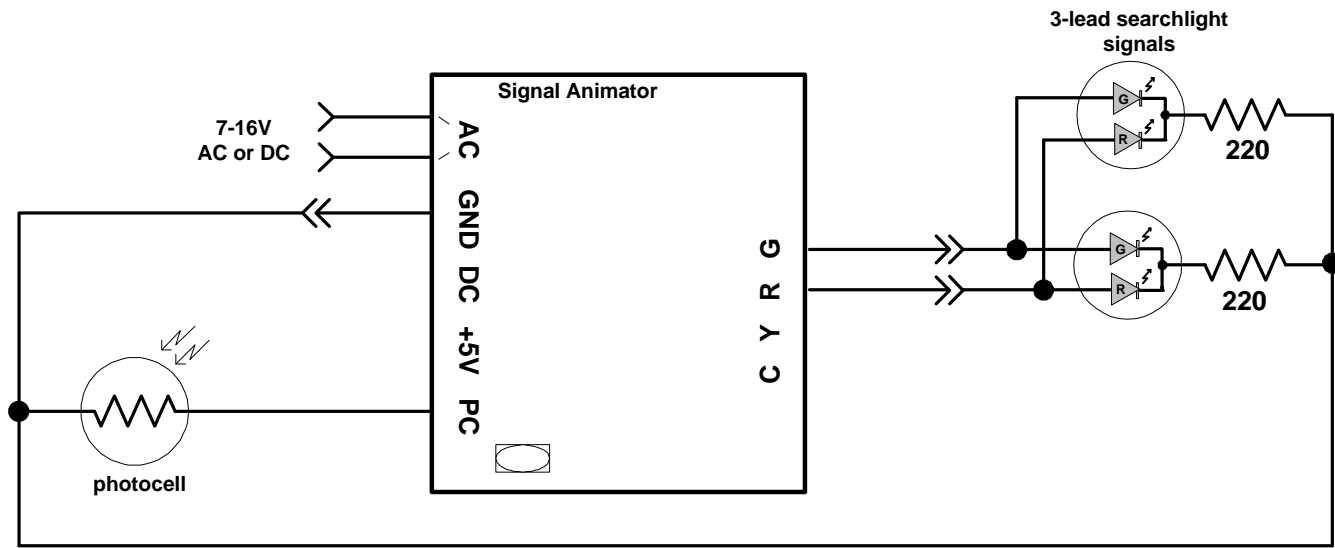 3-lead searchlight
signals
Signal Animator
7-16V
AC or DC
AC
GND
DC
+5V
PC
G
R
Y
C
G
R
220
G
R
220
photocell